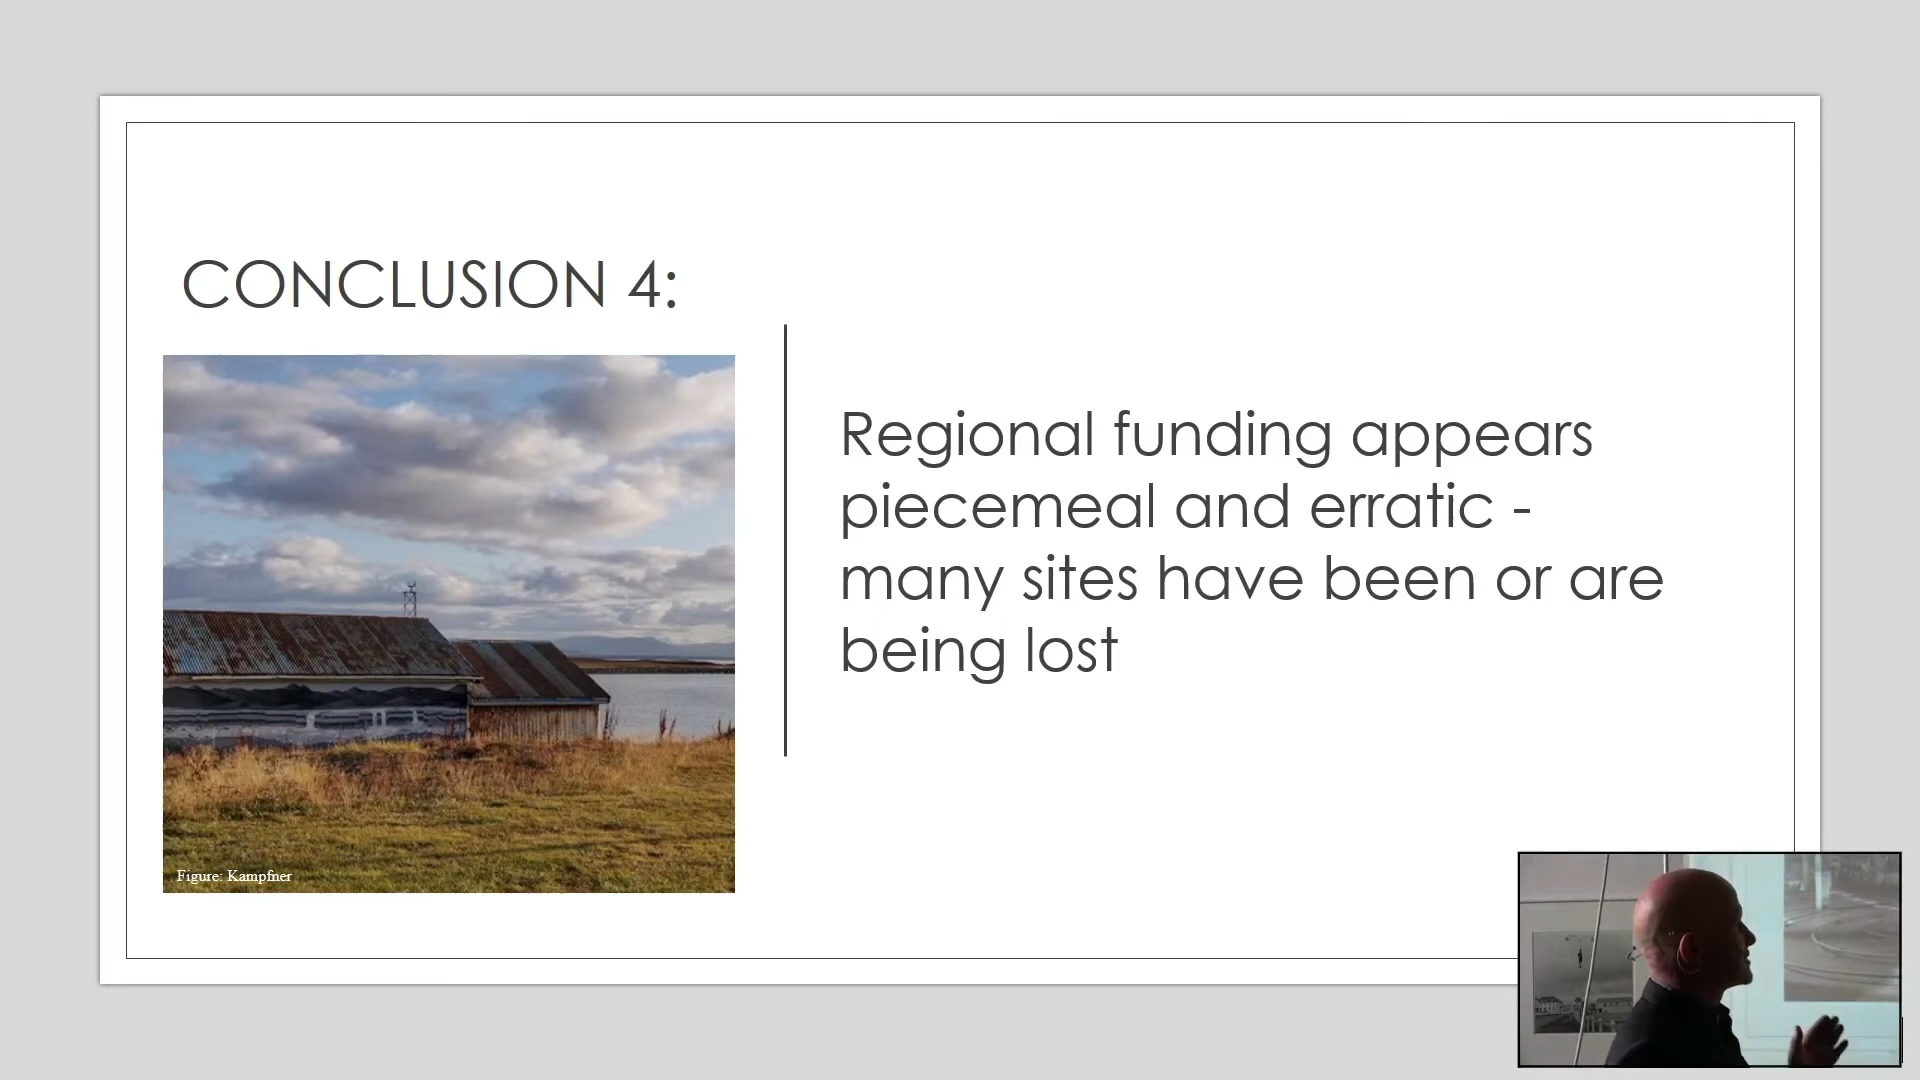 CONCLUSION 4:
Regional funding appears
piecemeal and erratic -
many sites have been or are
being lost
Figure: Kampfner